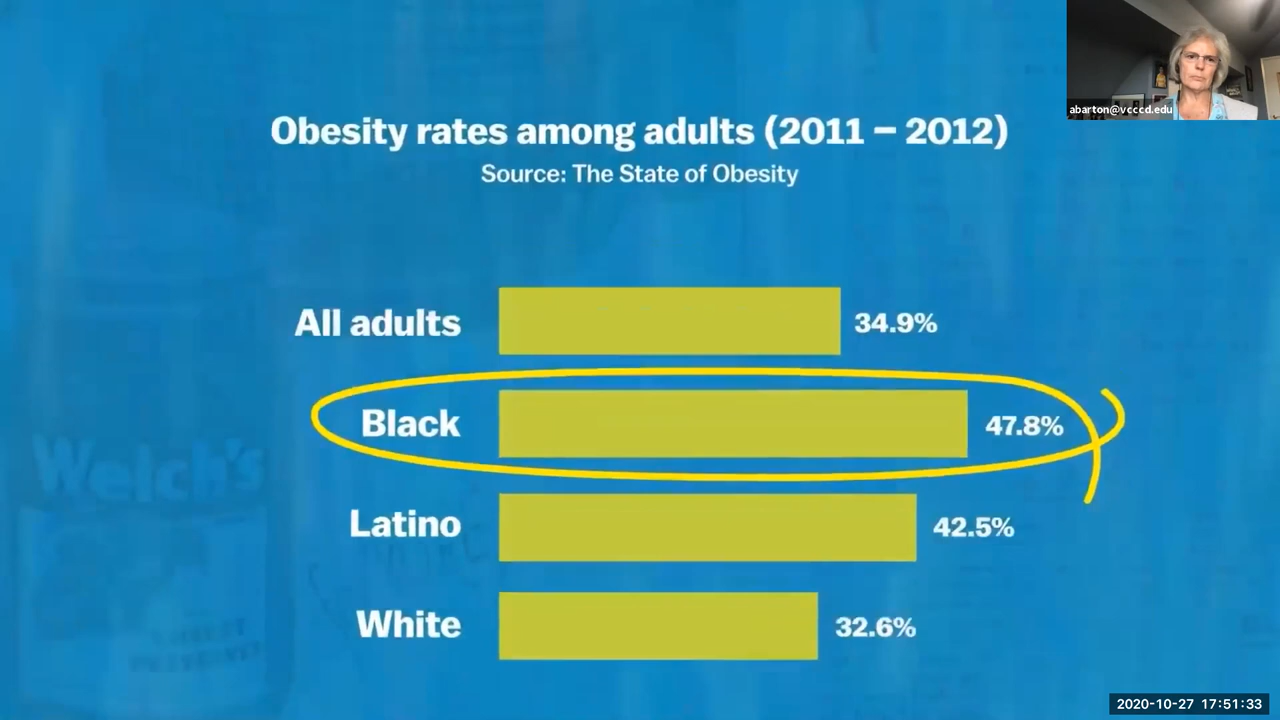 abarton@vcccd.edu
Obesity rates among adults (2011 – 2012)
Source: The State of Obesity
All adults 34.9%
Black 47.8%
Latino 42.5%
White 32.6%
Welch's
2020-10-27 17:51:33